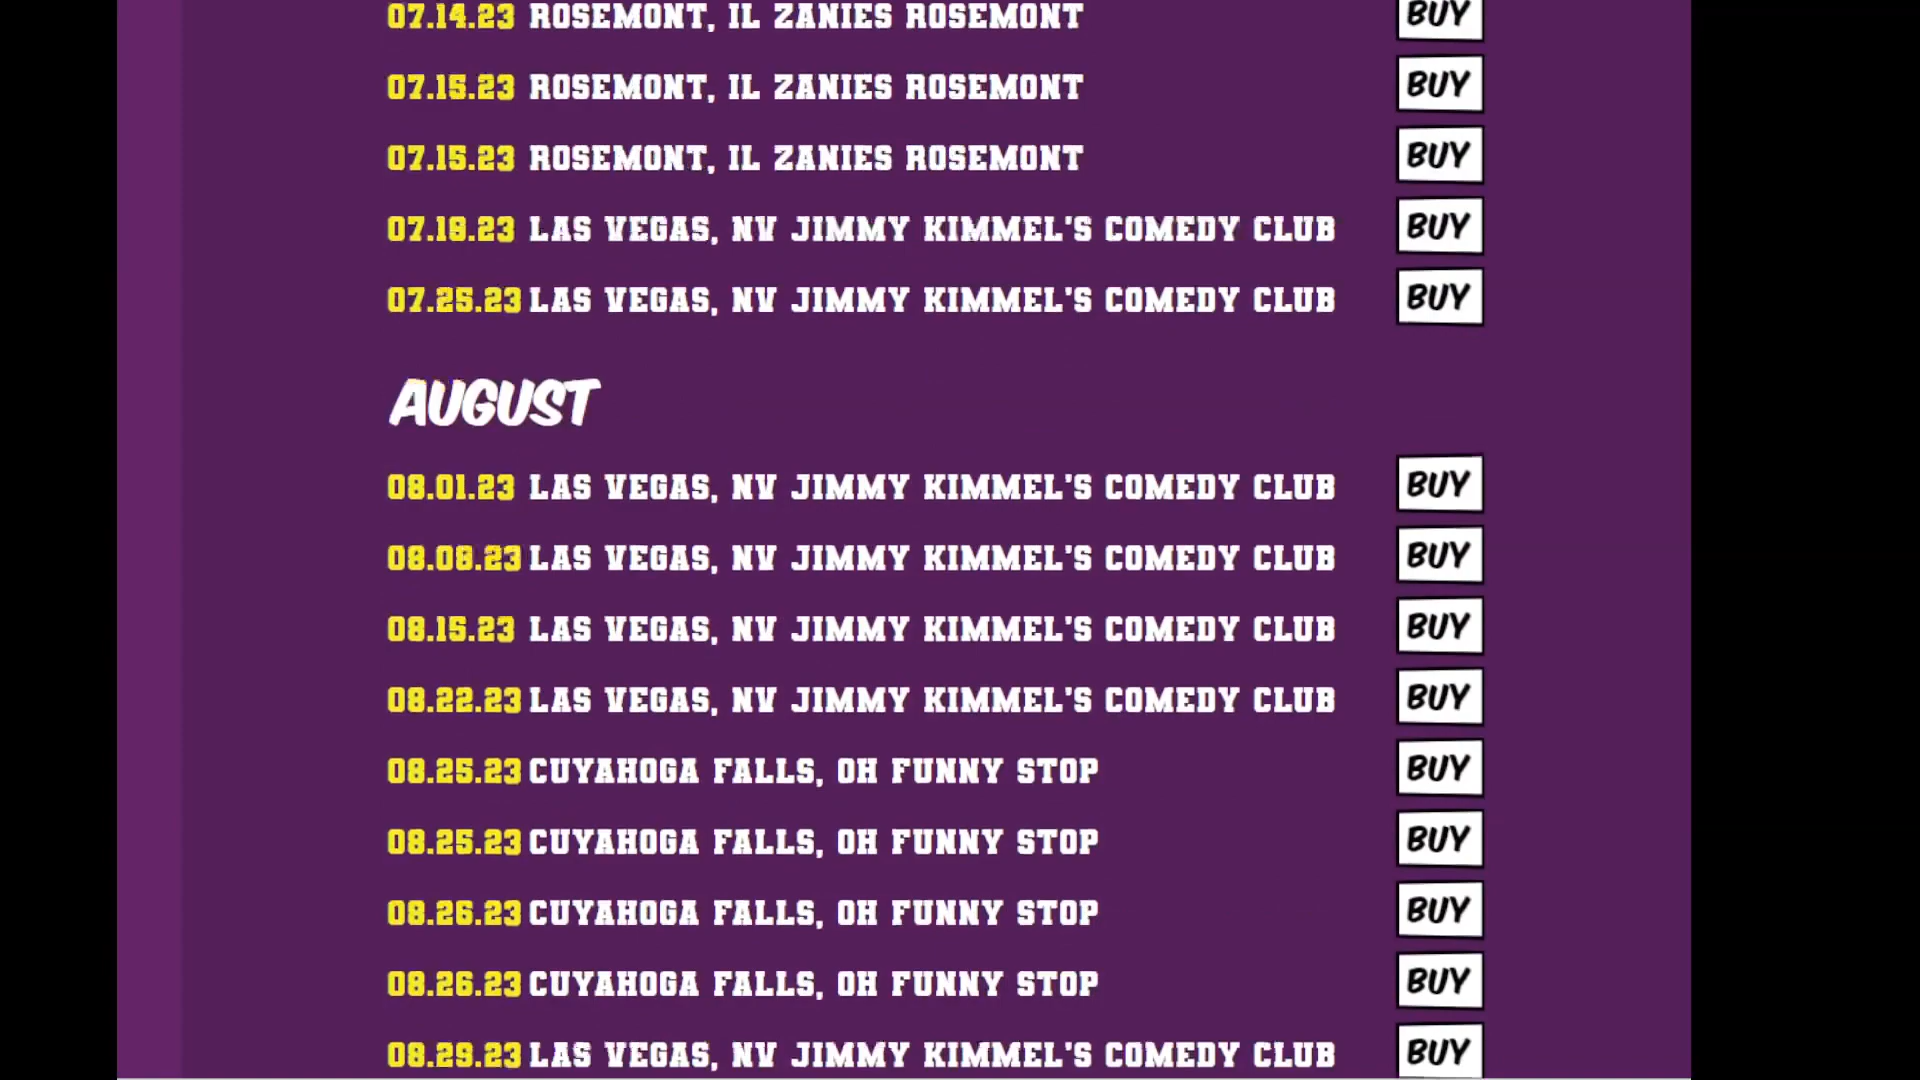 07.14.23 ROSEMONT, IL ZANIES ROSEMONT BUY
07.15.23 ROSEMONT, IL ZANIES ROSEMONT BUY
07.15.23 ROSEMONT, IL ZANIES ROSEMONT BUY
07.18.23 LAS VEGAS, NV JIMMY KIMMEL'S COMEDY CLUB BUY
07.25.23 LAS VEGAS, NV JIMMY KIMMEL'S COMEDY CLUB BUY
AUGUST
08.01.23 LAS VEGAS, NV JIMMY KIMMEL'S COMEDY CLUB BUY
08.08.23 LAS VEGAS, NV JIMMY KIMMEL'S COMEDY CLUB BUY
08.15.23 LAS VEGAS, NV JIMMY KIMMEL'S COMEDY CLUB BUY
08.22.23 LAS VEGAS, NV JIMMY KIMMEL'S COMEDY CLUB BUY
08.25.23 CUYAHOGA FALLS, OH FUNNY STOP BUY
08.25.23 CUYAHOGA FALLS, OH FUNNY STOP BUY
08.26.23 CUYAHOGA FALLS, OH FUNNY STOP BUY
08.26.23 CUYAHOGA FALLS, OH FUNNY STOP BUY
08.29.23 LAS VEGAS, NV JIMMY KIMMEL'S COMEDY CLUB BUY